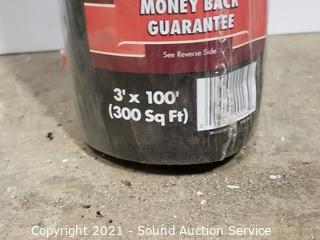 MONEY BACK
GUARANTEE
See Reverse Side
3' x 100'
(300 Sq Ft)
Copyright 2021 - Sound Auction Service